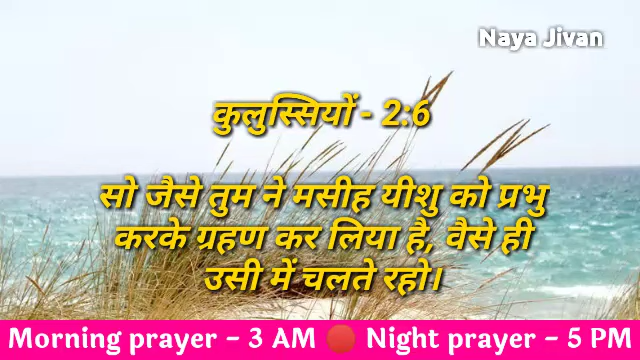 Naya Jivan
कुलुस्सियों - 2:6
सो जैसे तुम ने मसीह यीशु को प्रभु
करके ग्रहण कर लिया है, वैसे ही
उसी में चलते रहो।
Morning prayer - 3 AM 🔴 Night prayer - 5 PM